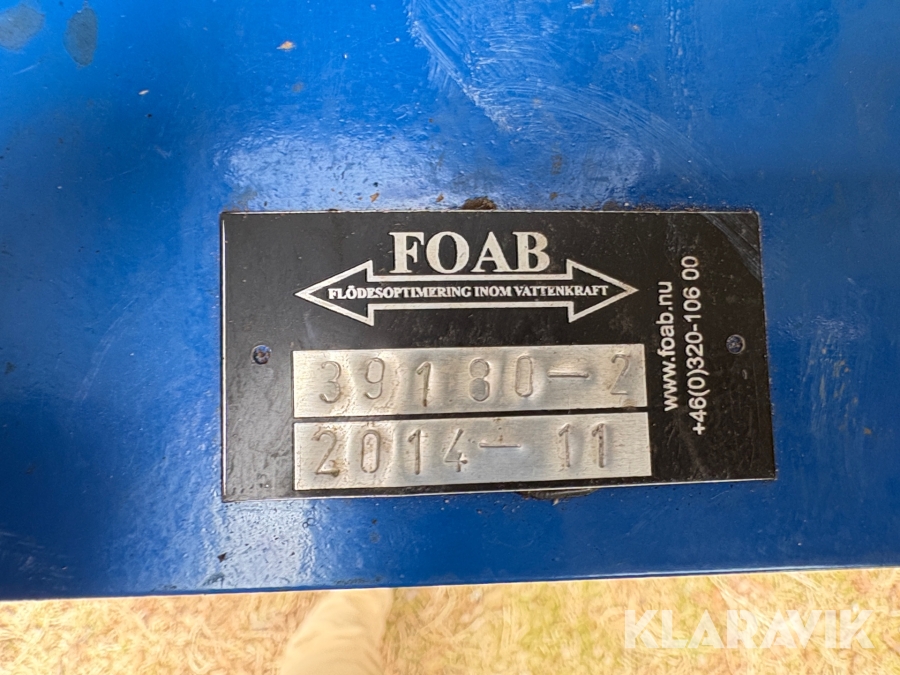 FOAB
FLÖDESOPTIMERING INOM VATTENKRAFT
39180-2
2014-11
www.foab.nu
+46(0)320-106 00
KLARAVIK